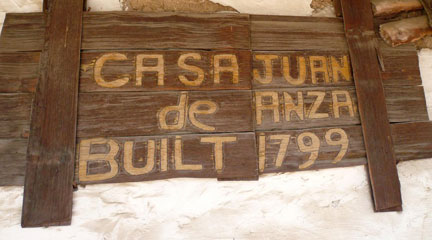 CASA JUAN
de ANZA
BUILT 1799